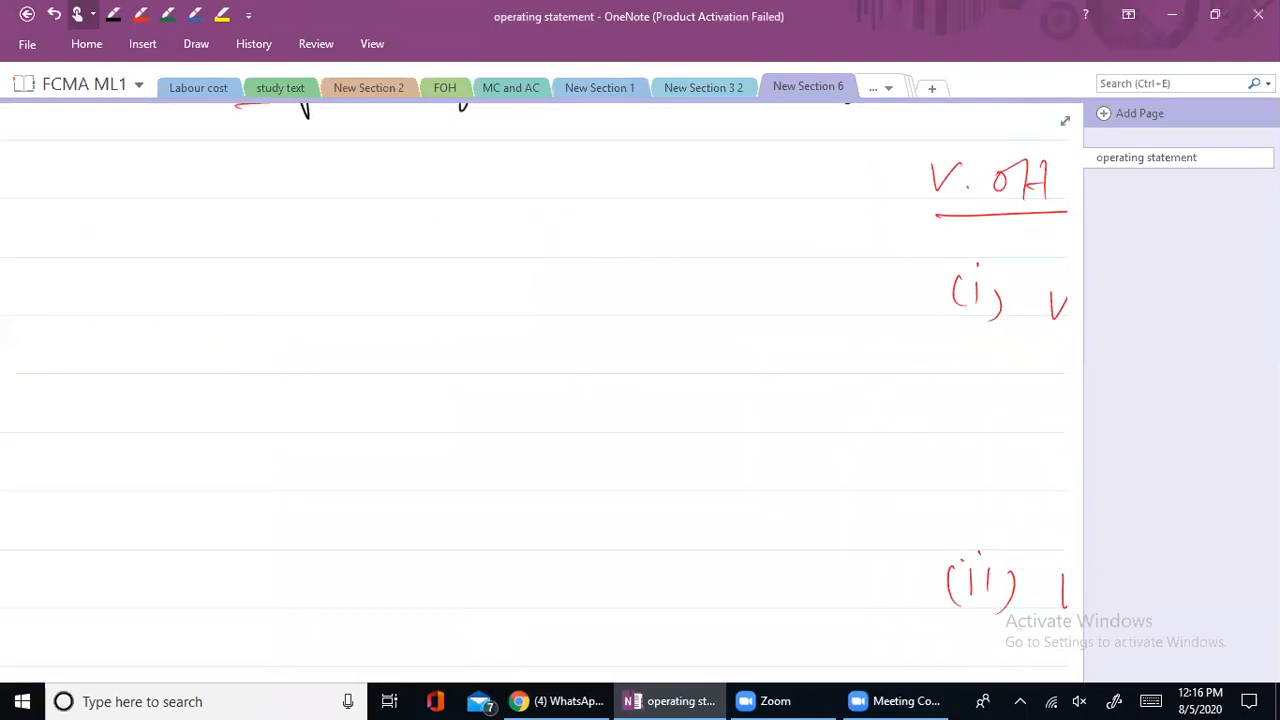 operating statement - OneNote (Product Activation Failed)
?
File Home Insert Draw History Review View
FCMA ML1 Labour cost study text New Section 2 FOH MC and AC New Section 1 New Section 3 2 New Section 6 ... + Search (Ctrl+E)
Add Page
operating statement
V. OH
(i) V
(ii)
Activate Windows
Go to Settings to activate Windows.
Type here to search 7 (4) WhatsApp... operating st... Zoom Meeting Co... 12:16 PM
8/5/2020